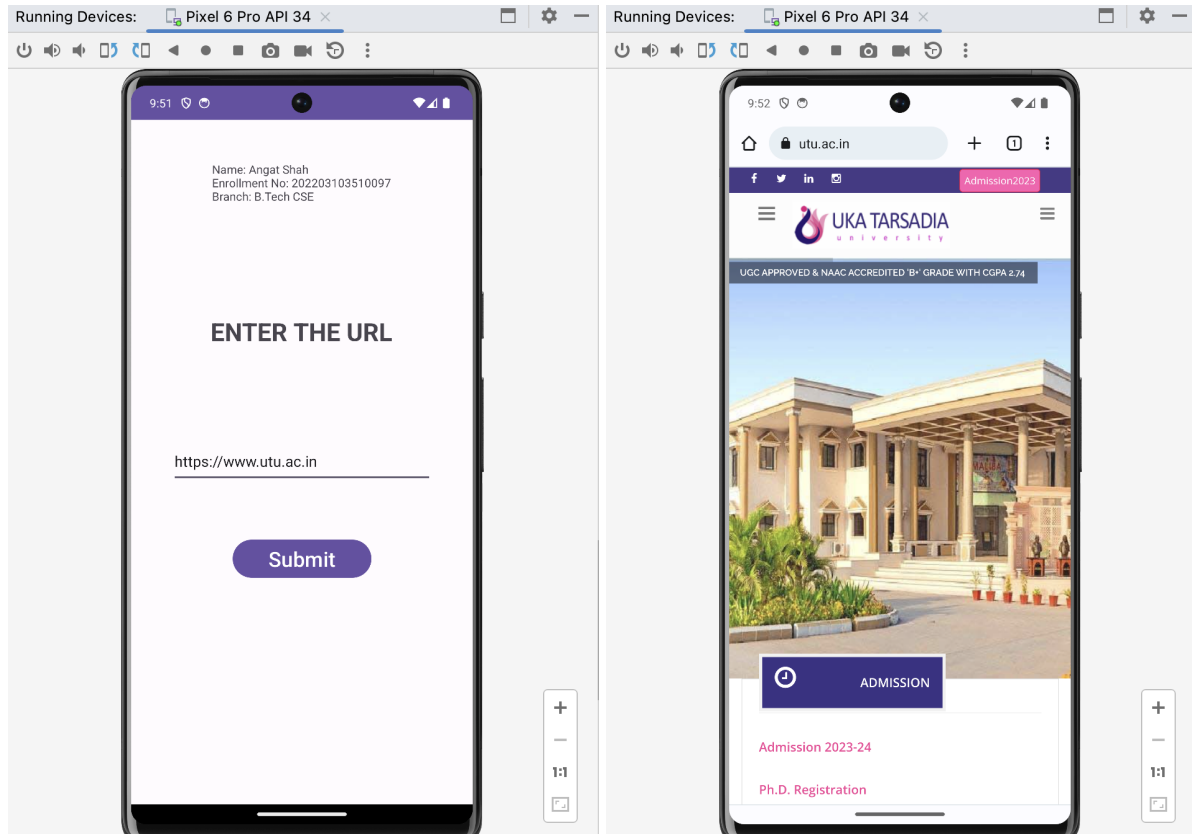 Running Devices:
Pixel 6 Pro API 34
9:51
Name: Angat Shah
Enrollment No: 202203103510097
Branch: B.Tech CSE
ENTER THE URL
https://www.utu.ac.in
Submit
1:1
Running Devices:
Pixel 6 Pro API 34
9:52
utu.ac.in
1
Admission2023
UKA TARSADIA
university
UGC APPROVED & NAAC ACCREDITED 'B+' GRADE WITH CGPA 2.74
ADMISSION
Admission 2023-24
Ph.D. Registration
1:1